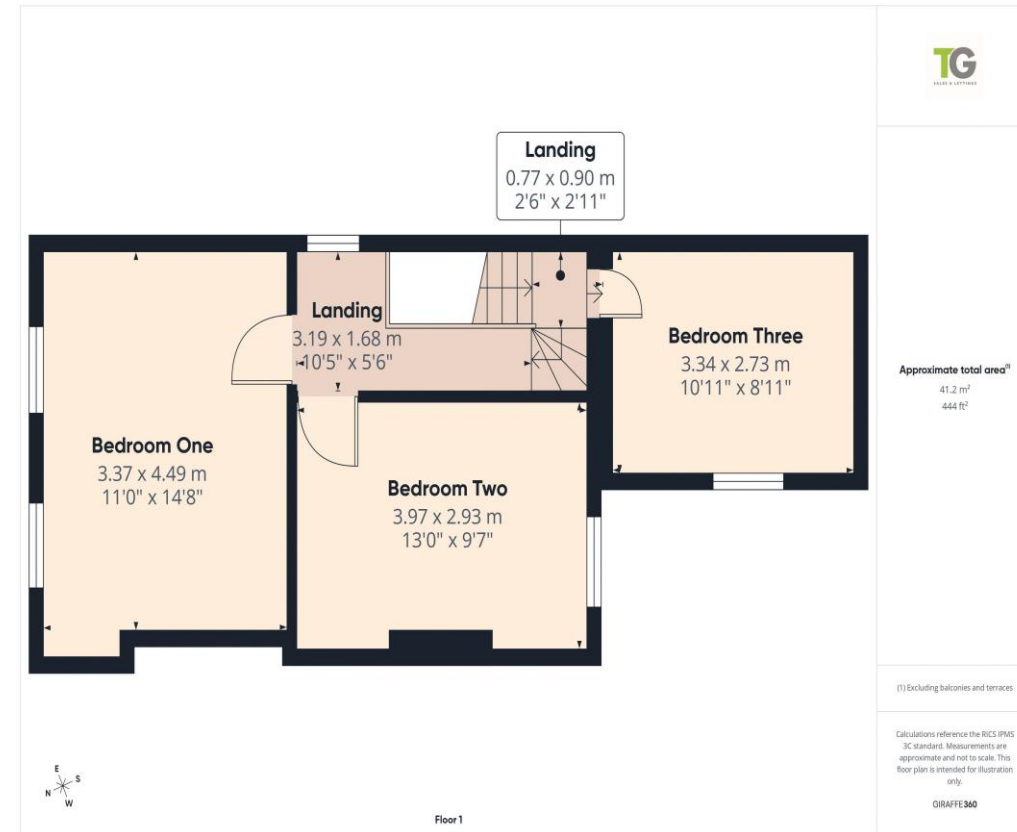 TG
SALES & LETTINGS
Landing
0.77 x 0.90 m
2'6" x 2'11"
Landing
3.19 x 1.68 m
10'5" x 5'6"
Bedroom Three
3.34 x 2.73 m
10'11" x 8'11"
Bedroom One
3.37 x 4.49 m
11'0" x 14'8"
Bedroom Two
3.97 x 2.93 m
13'0" x 9'7"
Approximate total area(1)
41.2 m²
444 ft²
(1) Excluding balconies and terraces
Calculations reference the RICS IPMS
3C standard. Measurements are
approximate and not to scale. This
floor plan is intended for illustration
only.
GIRAFFE360
E
S
N
W
Floor 1